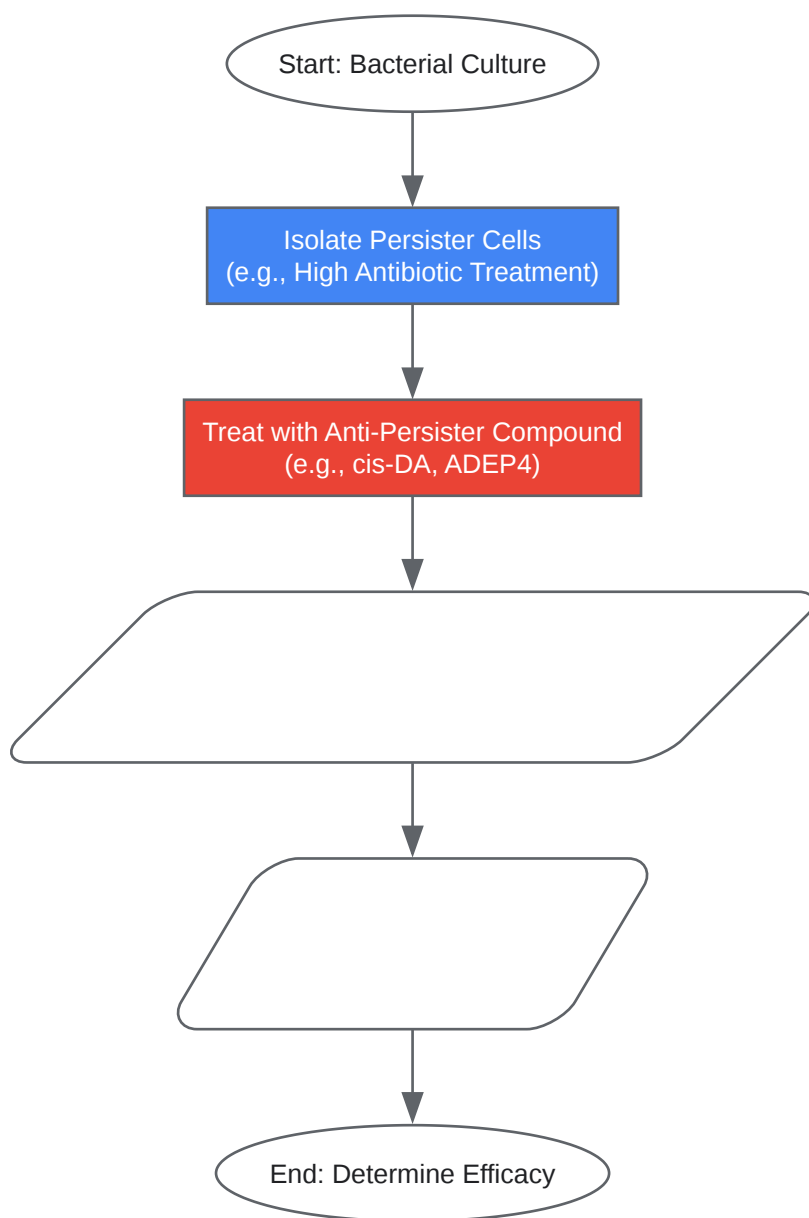 Start: Bacterial Culture
Isolate Persister Cells
(e.g., High Antibiotic Treatment)
Treat with Anti-Persister Compound
(e.g., cis-DA, ADEP4)
End: Determine Efficacy